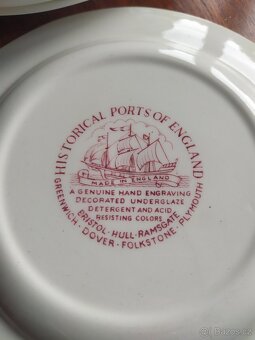 HISTORICAL PORTS OF ENGLAND
MADE IN ENGLAND
A GENUINE HAND ENGRAVING
DECORATED UNDERGLAZE
DETERGENT AND ACID
RESISTING COLORS
BRISTOL · HULL · RAMSGATE
GREENWICH · DOVER · FOLKSTONE · PLYMOUTH